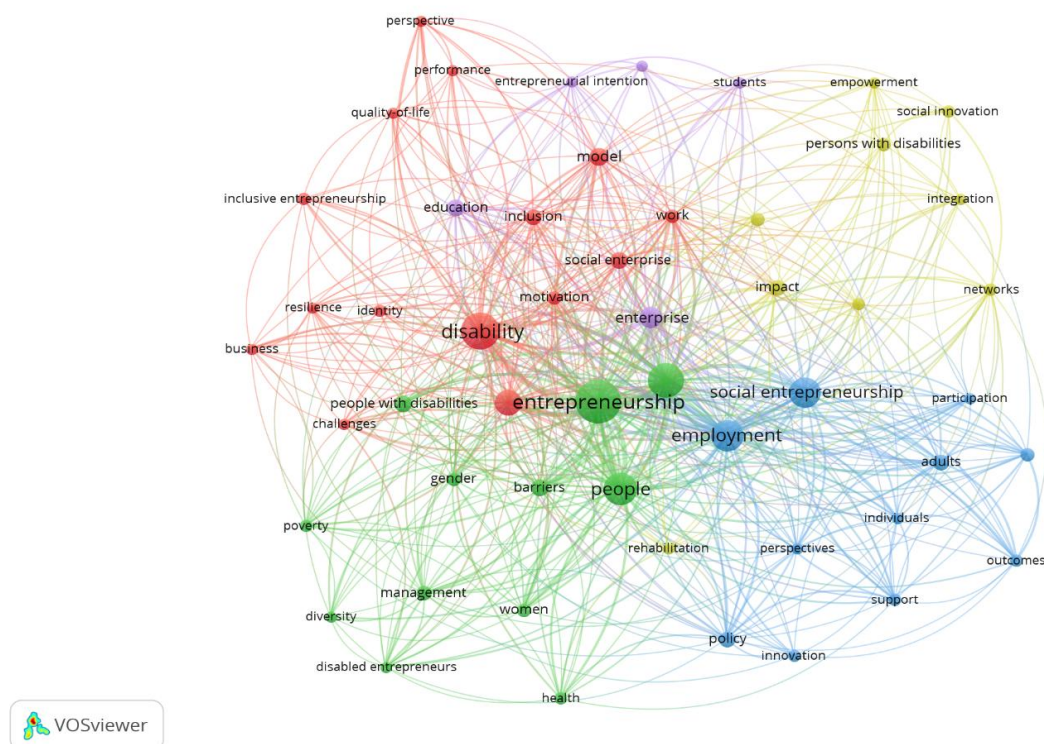 perspective
performance
entrepreneurial intention
students
empowerment
quality-of-life
social innovation
persons with disabilities
model
inclusive entrepreneurship
integration
education
inclusion
work
social enterprise
impact
networks
motivation
resilience
identity
enterprise
disability
business
social entrepreneurship
participation
people with disabilities
entrepreneurship
challenges
employment
adults
gender
barriers
people
individuals
poverty
rehabilitation
perspectives
outcomes
management
support
women
diversity
policy
innovation
disabled entrepreneurs
health
VOSviewer